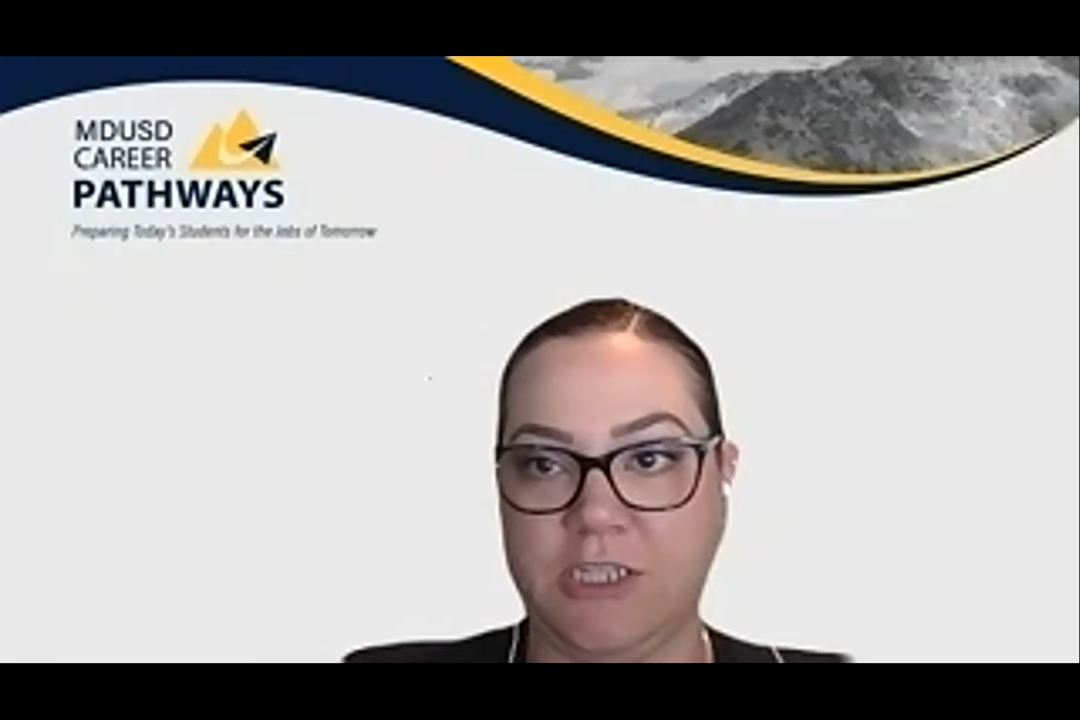 MDUSD
CAREER
PATHWAYS
Preparing Today's Students for the Jobs of Tomorrow